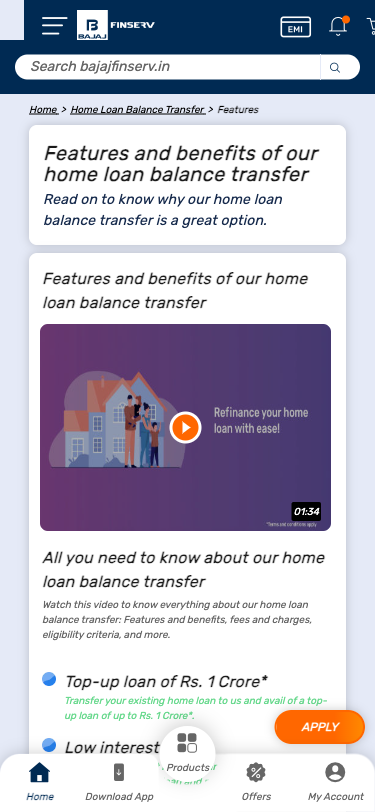 BAJAJ
FINSERV
EMI
Search bajajfinserv.in
Home > Home Loan Balance Transfer > Features
Features and benefits of our
home loan balance transfer
Read on to know why our home loan
balance transfer is a great option.
Features and benefits of our home
loan balance transfer
Refinance your home
loan with ease!
01:34
*Terms and conditions apply
All you need to know about our home
loan balance transfer
Watch this video to know everything about our home loan
balance transfer: Features and benefits, fees and charges,
eligibility criteria, and more.
Top-up loan of Rs. 1 Crore*
Transfer your existing home loan to us and avail of a top-
up loan of up to Rs. 1 Crore*.
APPLY
Low interest
Products
Home
Download App
Offers
My Account